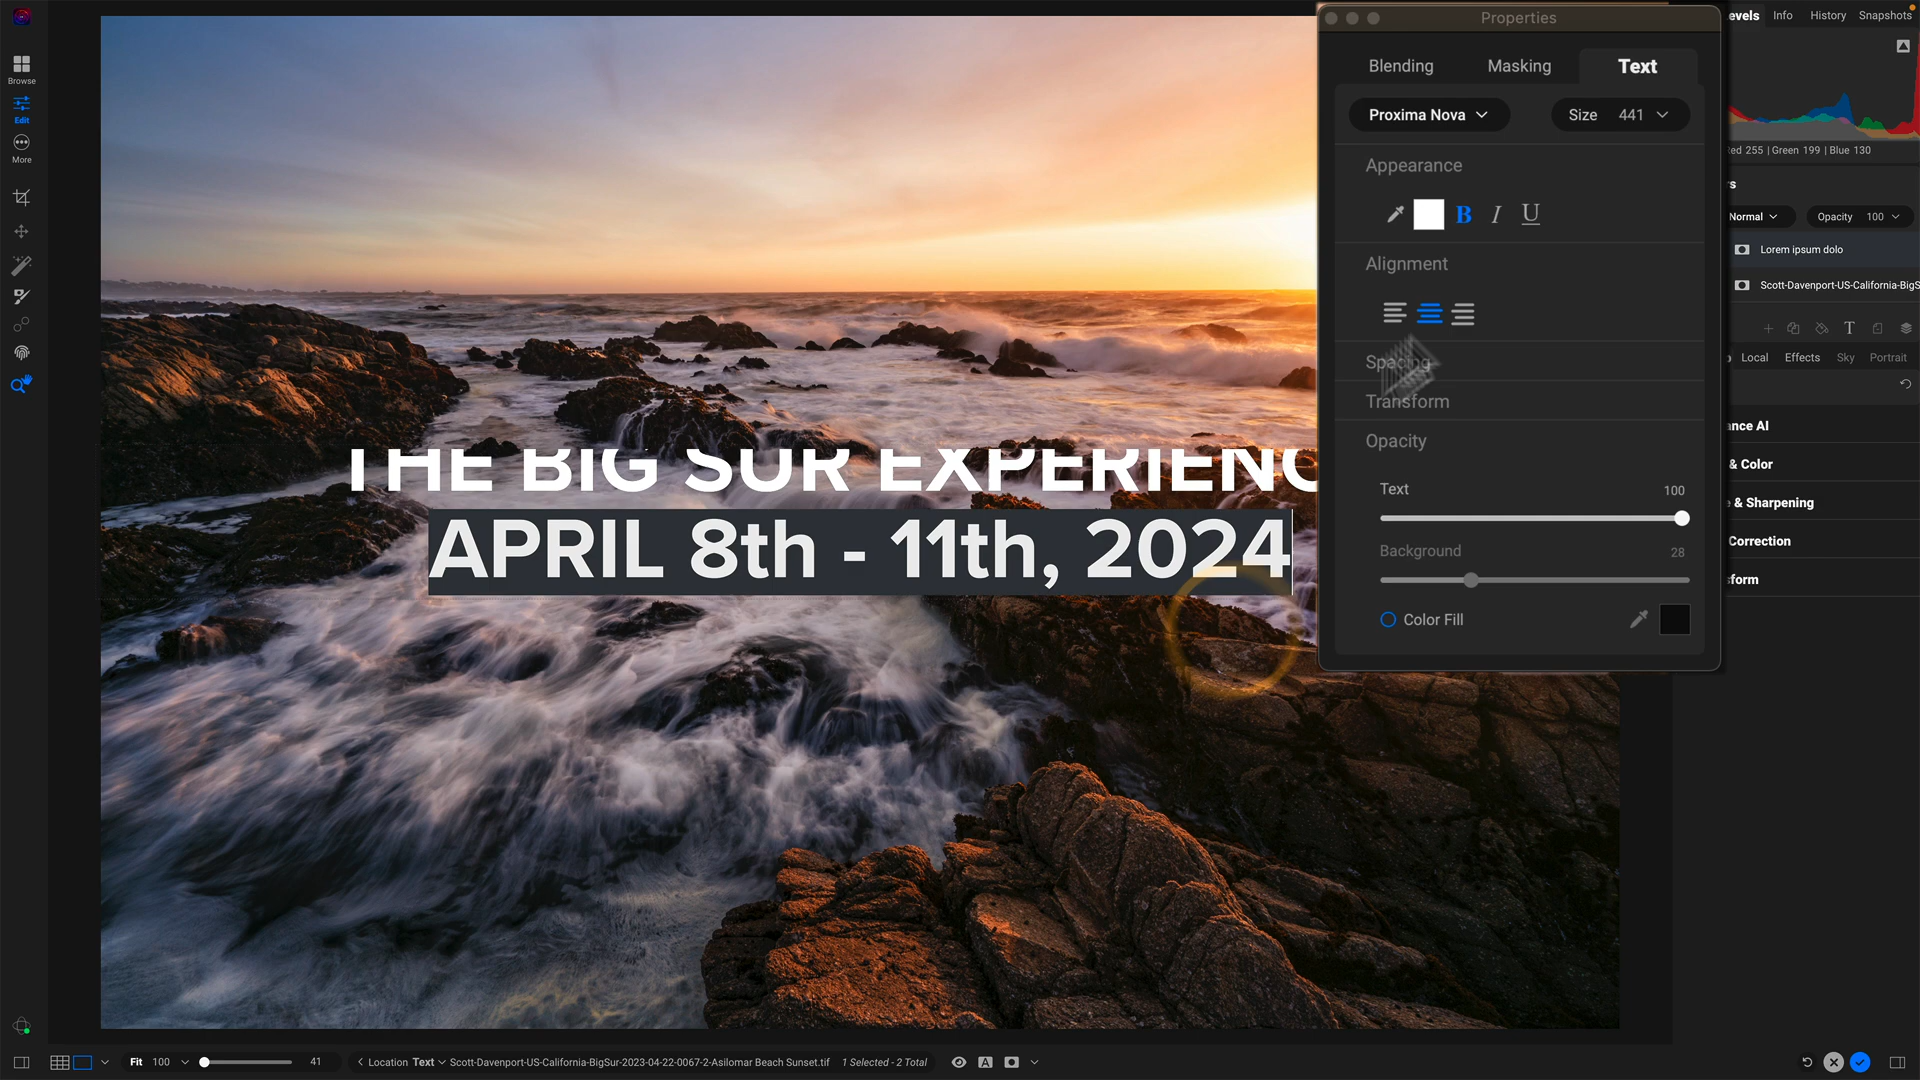 Properties
Levels Info History Snapshots
Browse
Edit
More
Blending Masking Text
Proxima Nova Size 441
Red 255 | Green 199 | Blue 130
Appearance
B I U
Normal Opacity 100
Alignment
Lorem ipsum dolo
Scott-Davenport-US-California-BigS
T
Spacing
Local Effects Sky Portrait
Transform
Opacity
ance AI
& Color
THE BIG SUR EXPERIENC
Text 100
& Sharpening
APRIL 8th - 11th, 2024
Correction
Background 28
sform
Color Fill
Fit 100 41 Location Text Scott-Davenport-US-California-BigSur-2023-04-22-0067-2-Asilomar Beach Sunset.tif 1 Selected - 2 Total A